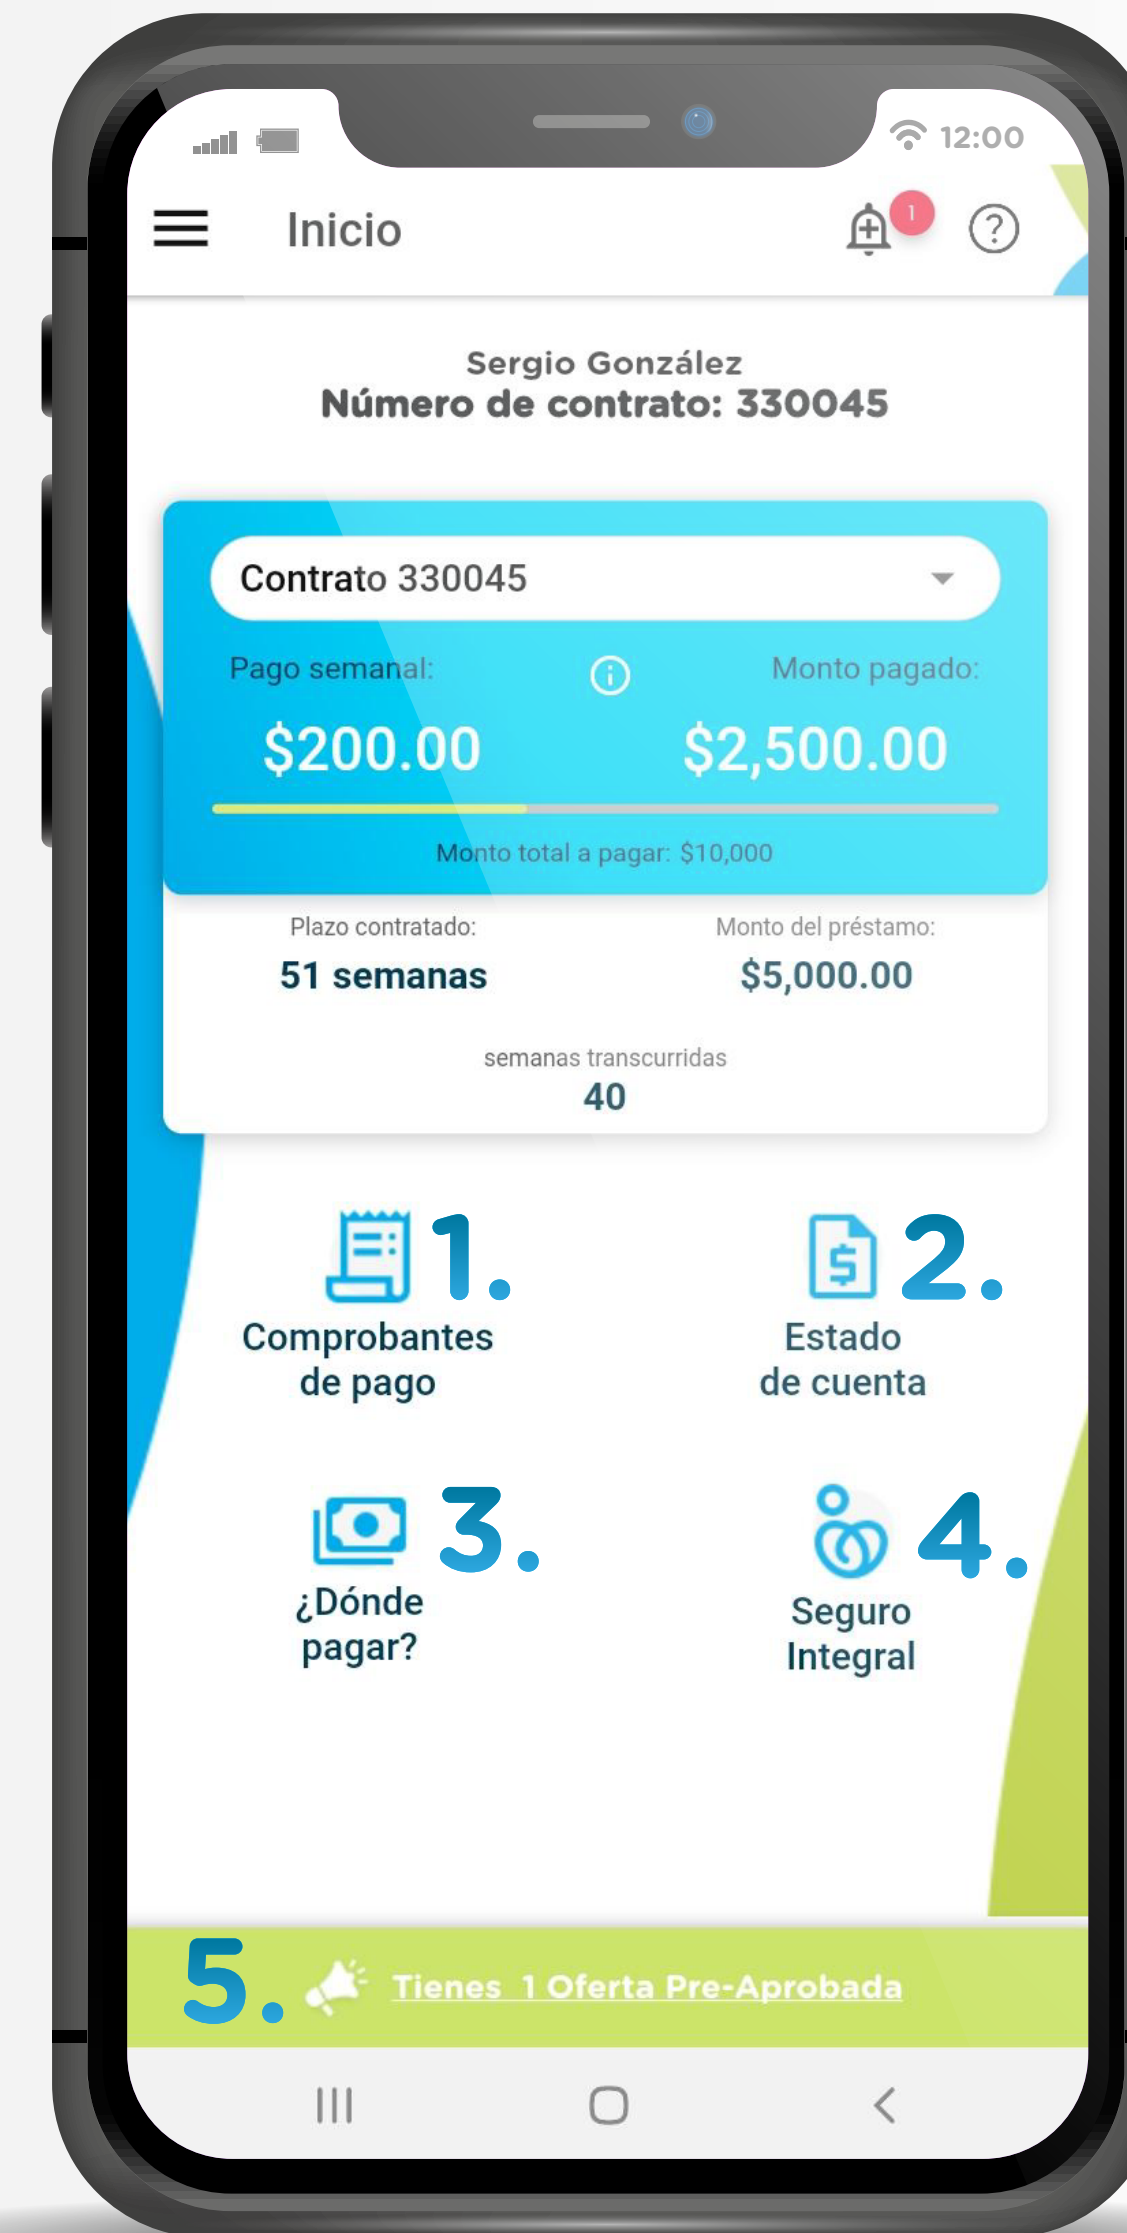 12:00
Inicio
1
Sergio González
Número de contrato: 330045
Contrato 330045
Pago semanal:
Monto pagado:
$200.00
$2,500.00
Monto total a pagar: $10,000
Plazo contratado:
Monto del préstamo:
51 semanas
$5,000.00
semanas transcurridas
40
1.
Comprobantes
de pago
2.
Estado
de cuenta
3.
¿Dónde
pagar?
4.
Seguro
Integral
5.
Tienes 1 Oferta Pre-Aprobada